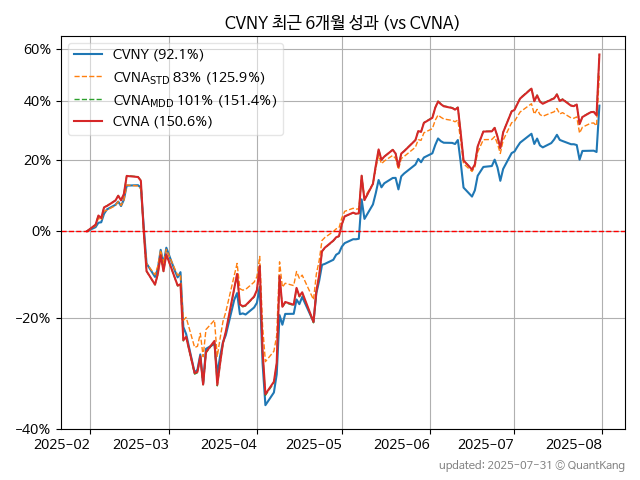 CVNY 최근 6개월 성과 (vs CVNA)
CVNY (92.1%)
CVNA_STD 83% (125.9%)
CVNA_MDD 101% (151.4%)
CVNA (150.6%)
60%
40%
20%
0%
−20%
−40%
2025-02 2025-03 2025-04 2025-05 2025-06 2025-07 2025-08
updated: 2025-07-31 © QuantKang